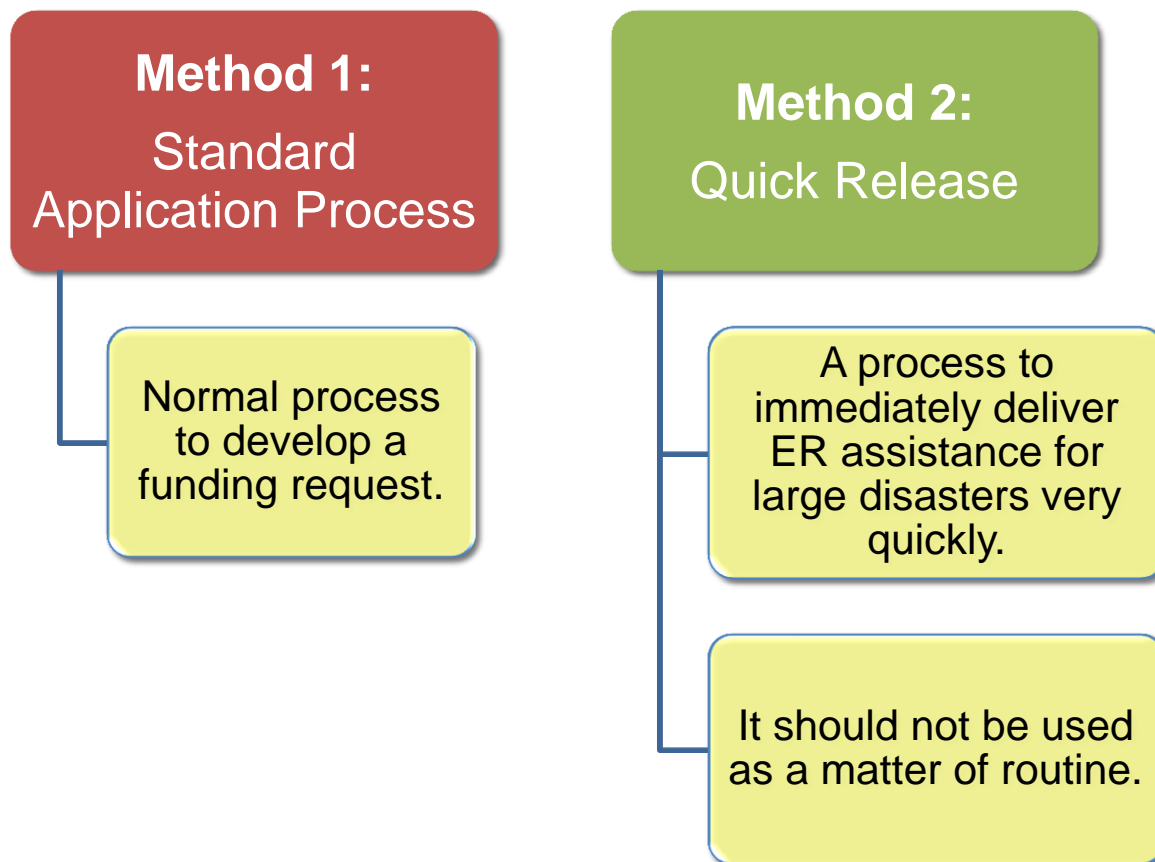 Method 1:
Standard
Application Process
Normal process
to develop a
funding request.
Method 2:
Quick Release
A process to
immediately deliver
ER assistance for
large disasters very
quickly.
It should not be used
as a matter of routine.